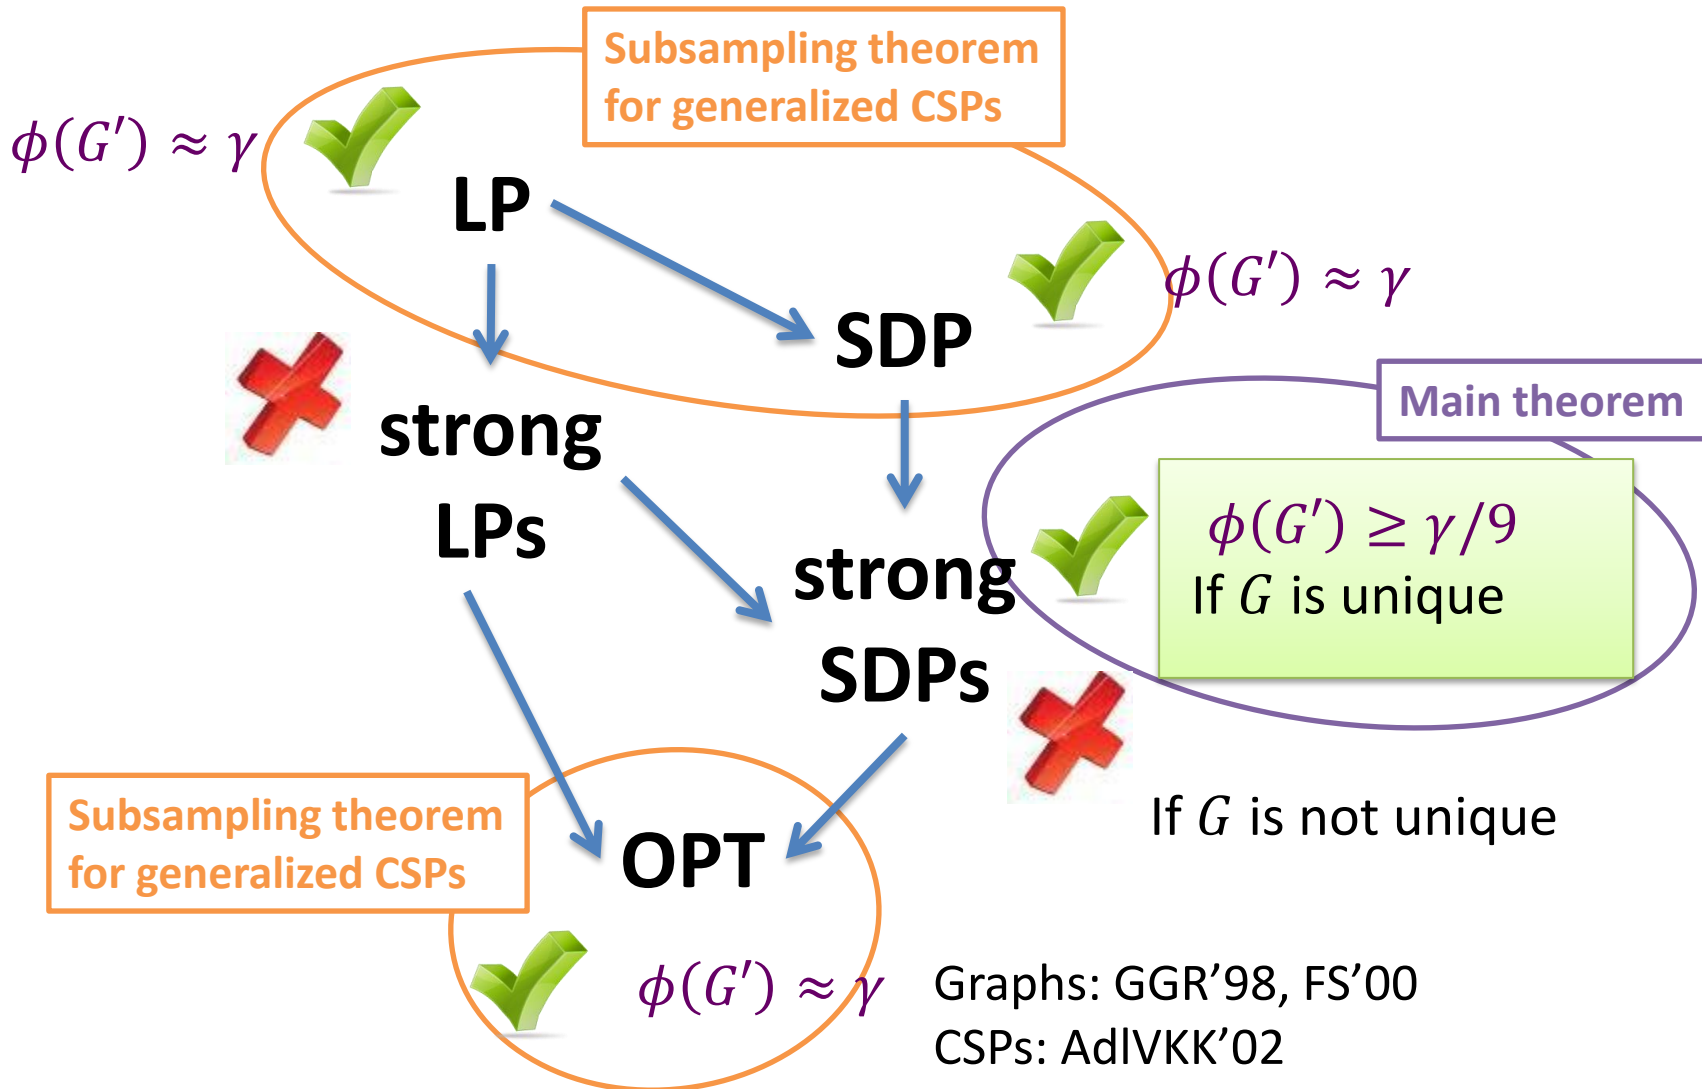 Subsampling theorem
for generalized CSPs
ϕ(G′) ≈ γ
LP
ϕ(G′) ≈ γ
SDP
Main theorem
strong
LPs
ϕ(G′) ≥ γ/9
If G is unique
strong
SDPs
If G is not unique
Subsampling theorem
for generalized CSPs
OPT
ϕ(G′) ≈ γ
Graphs: GGR’98, FS’00
CSPs: AdlVKK’02